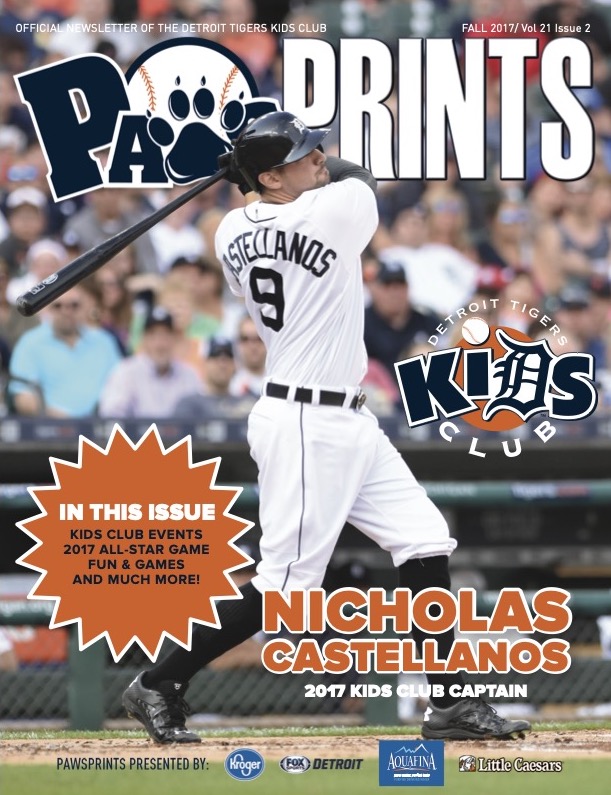 OFFICIAL NEWSLETTER OF THE DETROIT TIGERS KIDS CLUB
FALL 2017/ Vol 21 Issue 2
PAW PRINTS
CASTELLANOS
9
DETROIT TIGERS
KIDS
CLUB
IN THIS ISSUE
KIDS CLUB EVENTS
2017 ALL-STAR GAME
FUN & GAMES
AND MUCH MORE!
NICHOLAS
CASTELLANOS
2017 KIDS CLUB CAPTAIN
PAWSPRINTS PRESENTED BY:
Kroger
FOX DETROIT
AQUAFINA
Little Caesars